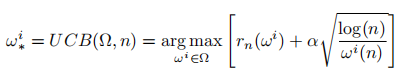 ω^i_* = UCB(Ω, n) = arg max_{ω^i∈Ω} [ r_n(ω^i) + α √( log(n) / ω^i(n) ) ]